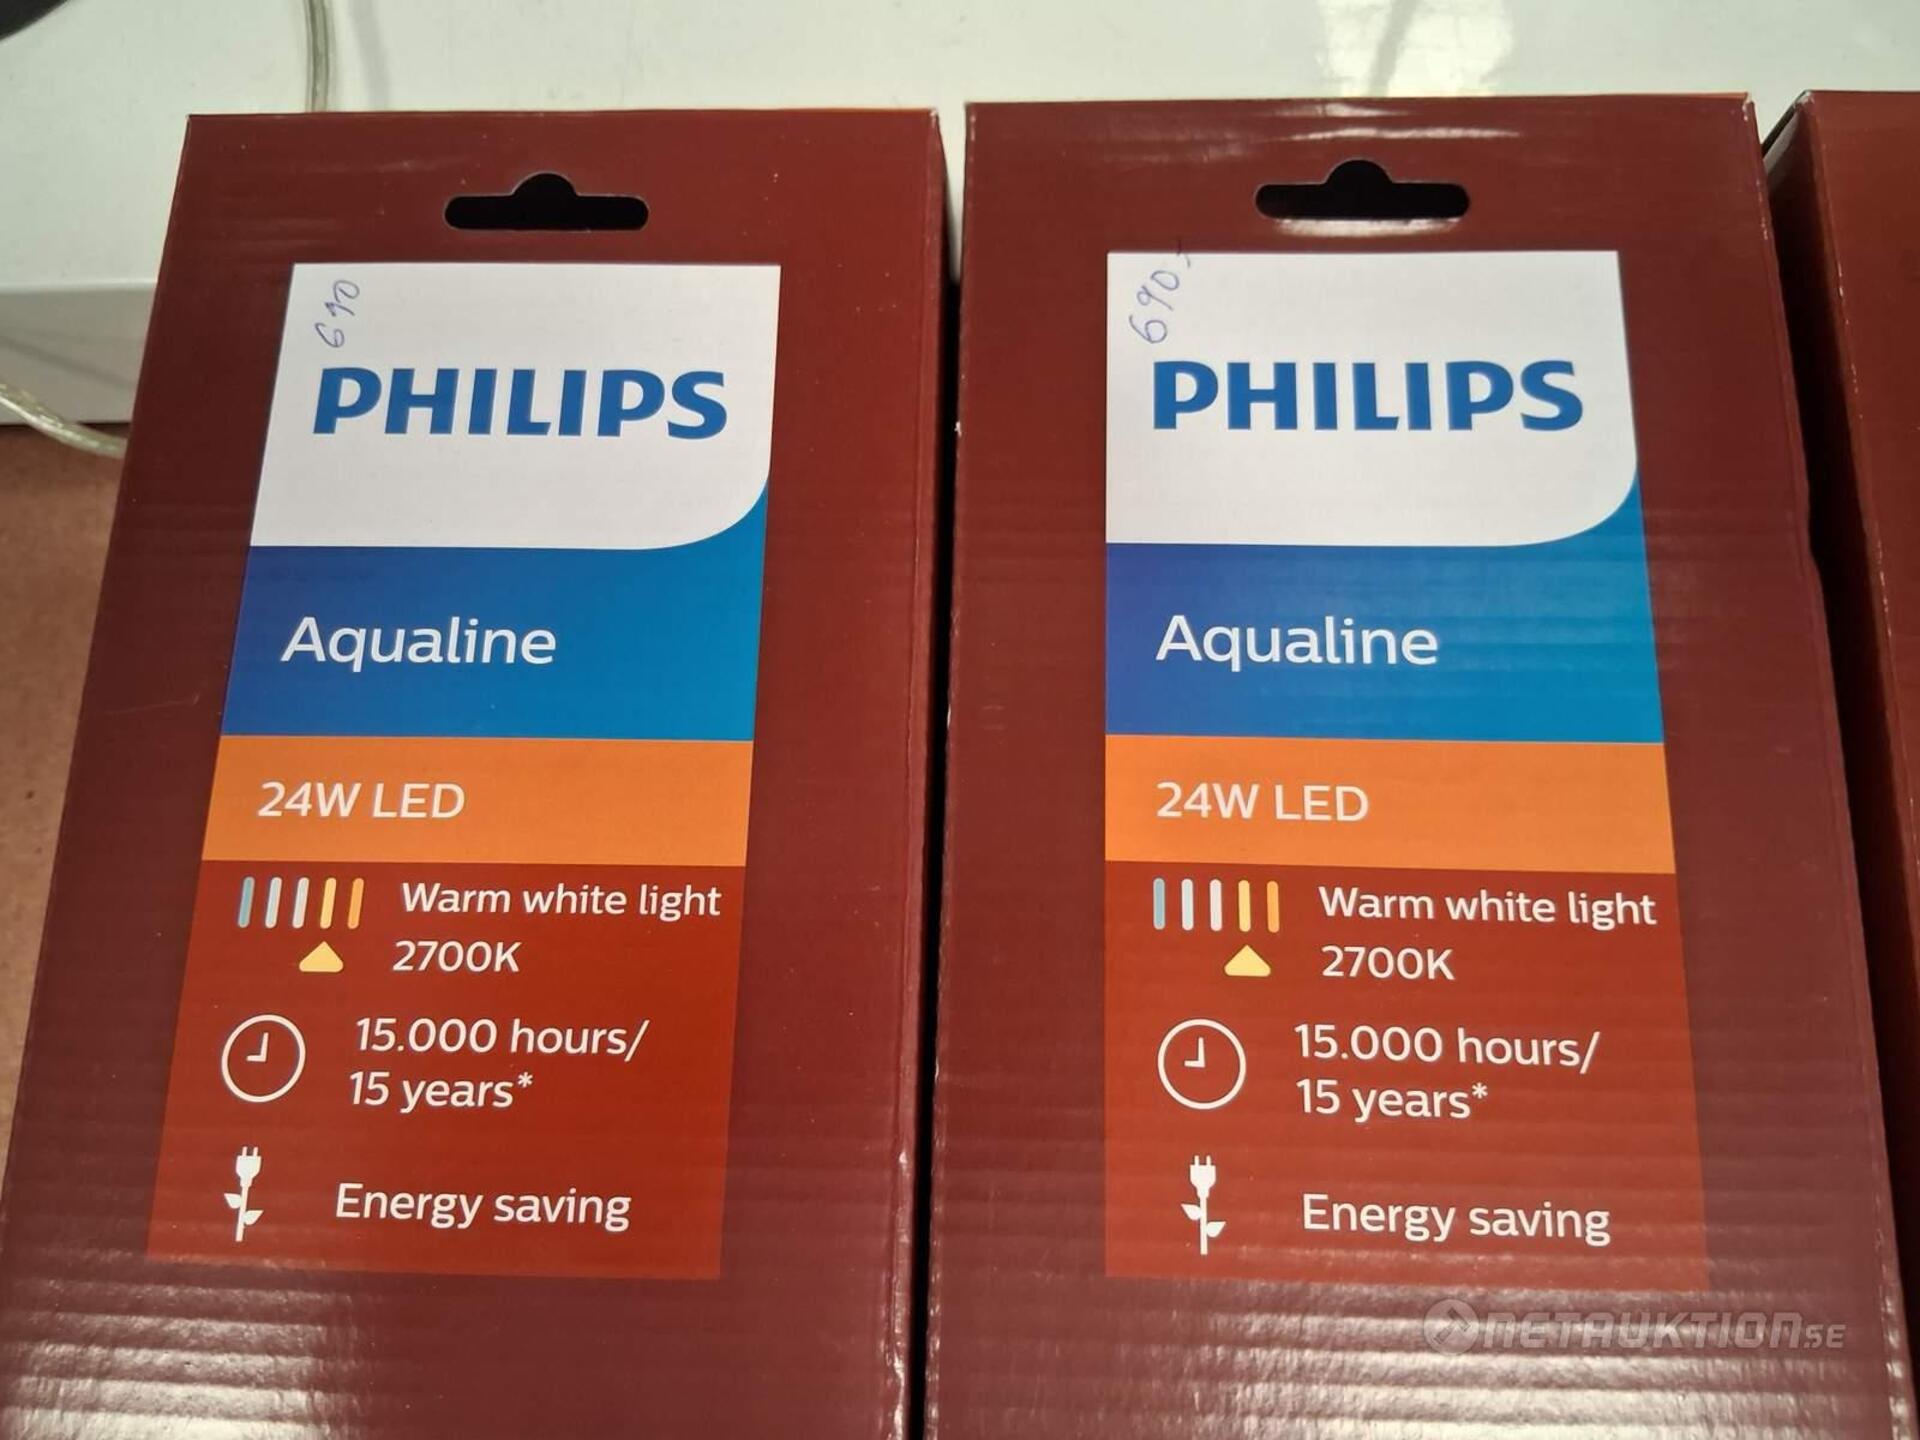 690
PHILIPS
Aqualine
24W LED
Warm white light
2700K
15.000 hours/
15 years*
Energy saving
690:-
PHILIPS
Aqualine
24W LED
Warm white light
2700K
15.000 hours/
15 years*
Energy saving
NETAUKTION.SE